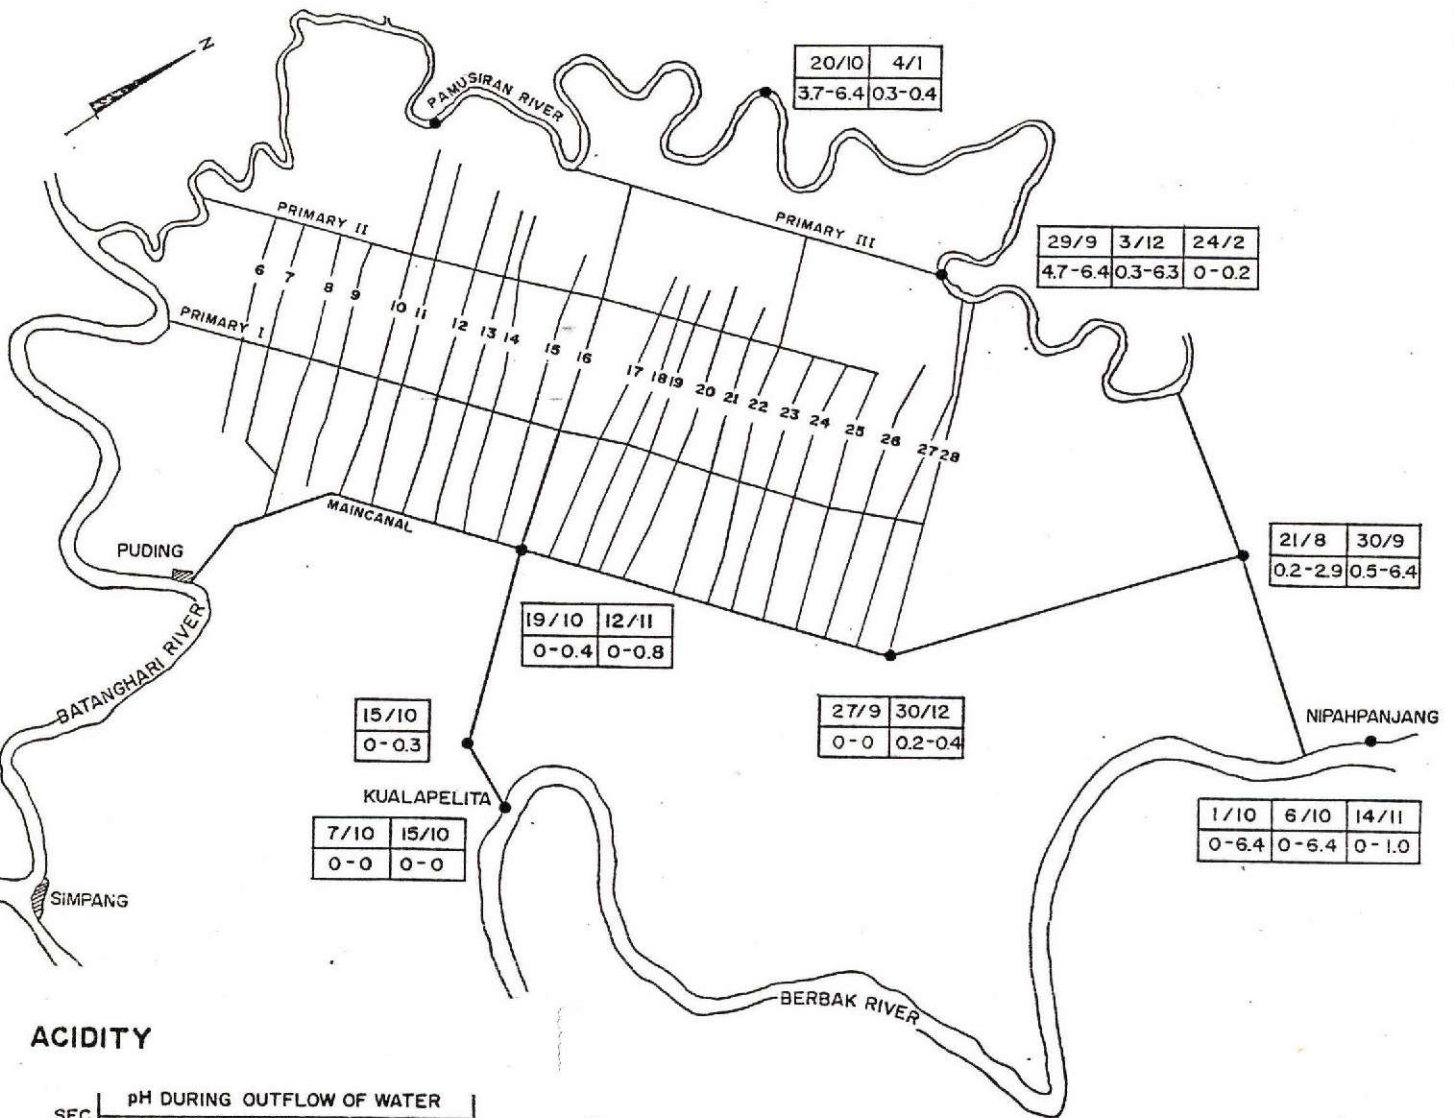 N
PAMUSIRAN RIVER
20/10 4/1
3.7-6.4 0.3-0.4
PRIMARY II
PRIMARY III
29/9 3/12 24/2
4.7-6.4 0.3-6.3 0-0.2
PRIMARY I
6 7 8 9 10 11 12 13 14 15 16 17 18 19 20 21 22 23 24 25 26 27 28
MAINCANAL
PUDING
21/8 30/9
0.2-2.9 0.5-6.4
19/10 12/11
0-0.4 0-0.8
BATANGHARI RIVER
15/10
0-0.3
27/9 30/12
0-0 0.2-0.4
NIPAHPANJANG
KUALAPELITA
7/10 15/10
0-0 0-0
1/10 6/10 14/11
0-6.4 0-6.4 0-1.0
SIMPANG
BERBAK RIVER
ACIDITY
pH DURING OUTFLOW OF WATER
SEC